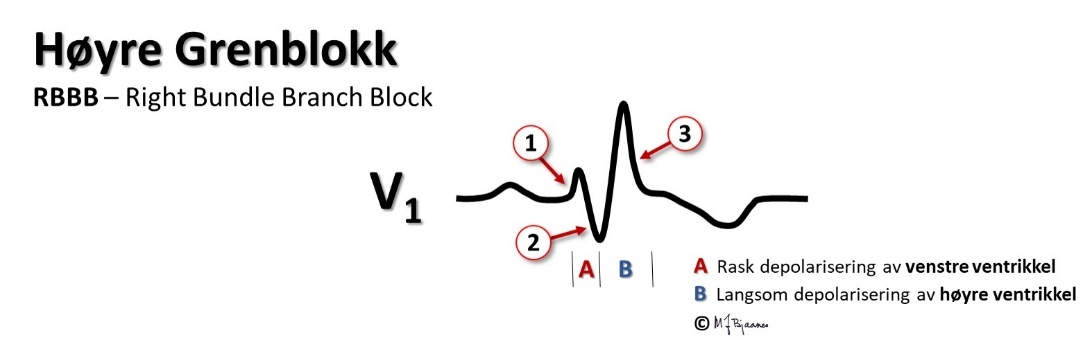 Høyre Grenblokk
RBBB – Right Bundle Branch Block
1
3
V1
2
A B
A Rask depolarisering av venstre ventrikkel
B Langsom depolarisering av høyre ventrikkel
© MJBjaanes